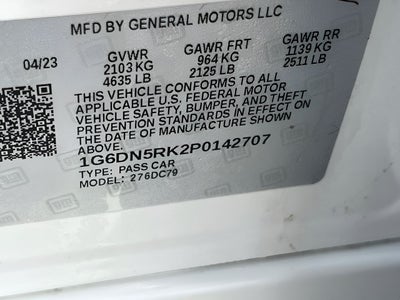 MFD BY GENERAL MOTORS LLC
04/23
GVWR
2103 KG
4635 LB
GAWR FRT
964 KG
2125 LB
GAWR RR
1139 KG
2511 LB
THIS VEHICLE CONFORMS TO ALL
APPLICABLE U.S. FEDERAL MOTOR
VEHICLE SAFETY, BUMPER, AND THEFT
PREVENTION STANDARDS IN EFFECT ON
THE DATE OF MANUFACTURE SHOWN
ABOVE.
1G6DN5RK2P0142707
TYPE: PASS CAR
MODEL: 276DC79